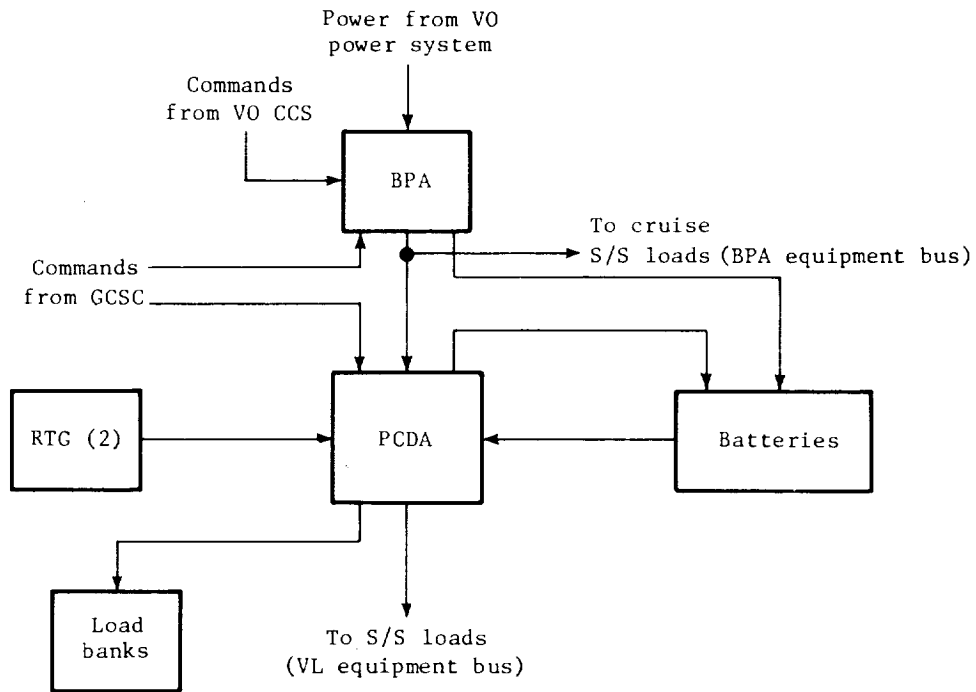 Power from VO
power system
Commands
from VO CCS
BPA
To cruise
S/S loads (BPA equipment bus)
Commands
from GCSC
RTG (2)
PCDA
Batteries
Load
banks
To S/S loads
(VL equipment bus)